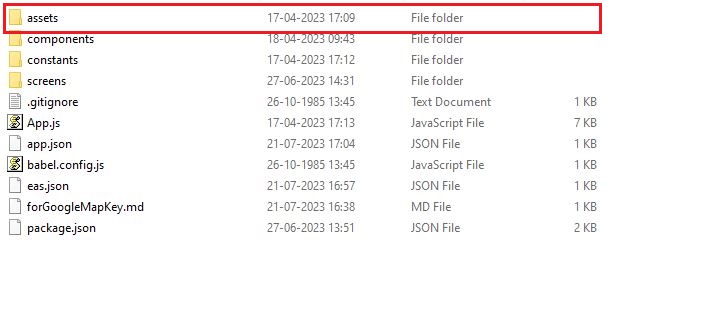 assets 17-04-2023 17:09 File folder
components 18-04-2023 09:43 File folder
constants 17-04-2023 17:12 File folder
screens 27-06-2023 14:31 File folder
.gitignore 26-10-1985 13:45 Text Document 1 KB
App.js 17-04-2023 17:13 JavaScript File 7 KB
app.json 21-07-2023 17:04 JSON File 1 KB
babel.config.js 26-10-1985 13:45 JavaScript File 1 KB
eas.json 21-07-2023 16:57 JSON File 1 KB
forGoogleMapKey.md 21-07-2023 16:38 MD File 1 KB
package.json 27-06-2023 13:51 JSON File 2 KB